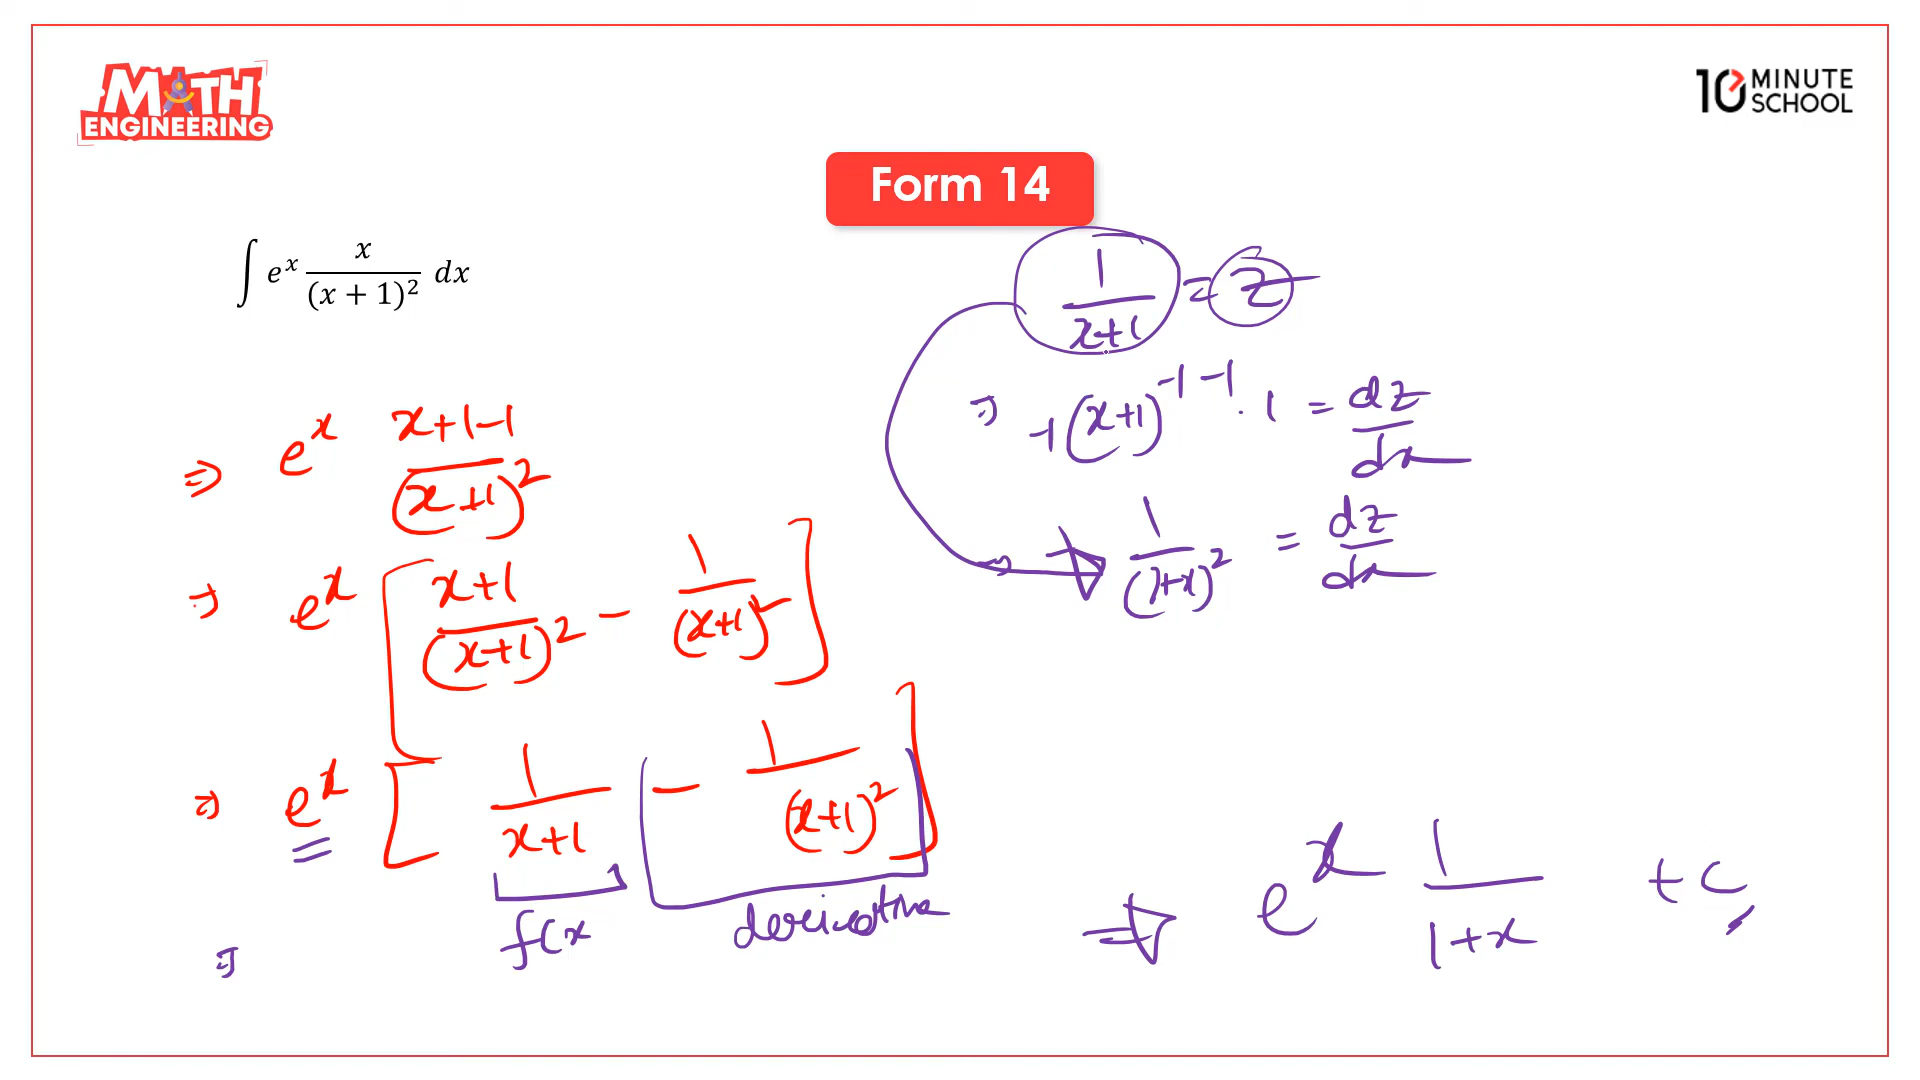 MATH
ENGINEERING
10 MINUTE
SCHOOL
Form 14
∫ e^x x/(x + 1)^2 dx
1/(x+1) = z
⇒ -1(x+1)^(-1-1) . 1 = dz/dx
⇒ 1/(1+x)^2 = dz/dx
⇒ e^x (x+1-1)/(x+1)^2
⇒ e^x [ (x+1)/(x+1)^2 - 1/(x+1)^2 ]
⇒ e^x [ 1/(x+1) - 1/(x+1)^2 ]
f(x derivative
⇒
⇒ e^x 1/(1+x) + c